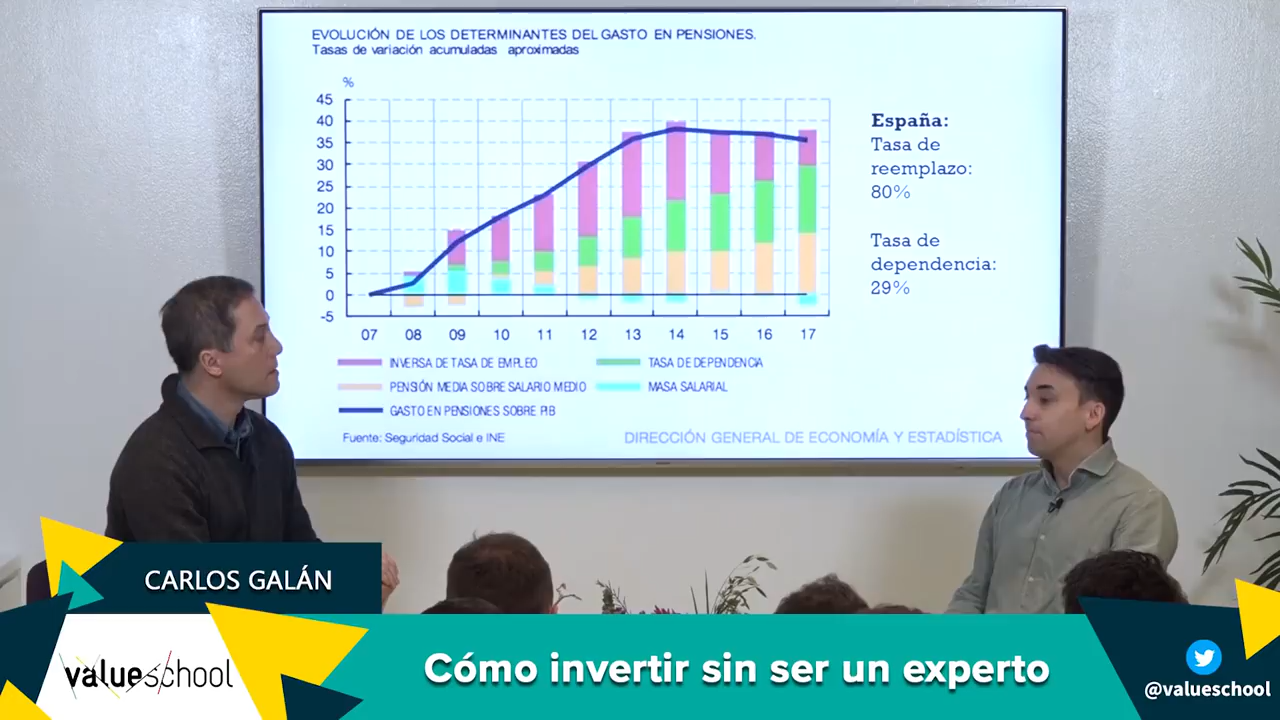 EVOLUCIÓN DE LOS DETERMINANTES DEL GASTO EN PENSIONES.
Tasas de variación acumuladas aproximadas
%
45
40
35
30
25
20
15
10
5
0
-5
07 08 09 10 11 12 13 14 15 16 17
INVERSA DE TASA DE EMPLEO
TASA DE DEPENDENCIA
PENSIÓN MEDIA SOBRE SALARIO MEDIO
MASA SALARIAL
GASTO EN PENSIONES SOBRE PIB
Fuente: Seguridad Social e INE
DIRECCIÓN GENERAL DE ECONOMÍA Y ESTADÍSTICA
España:
Tasa de
reemplazo:
80%
Tasa de
dependencia:
29%
CARLOS GALÁN
valueschool
Cómo invertir sin ser un experto
@valueschool